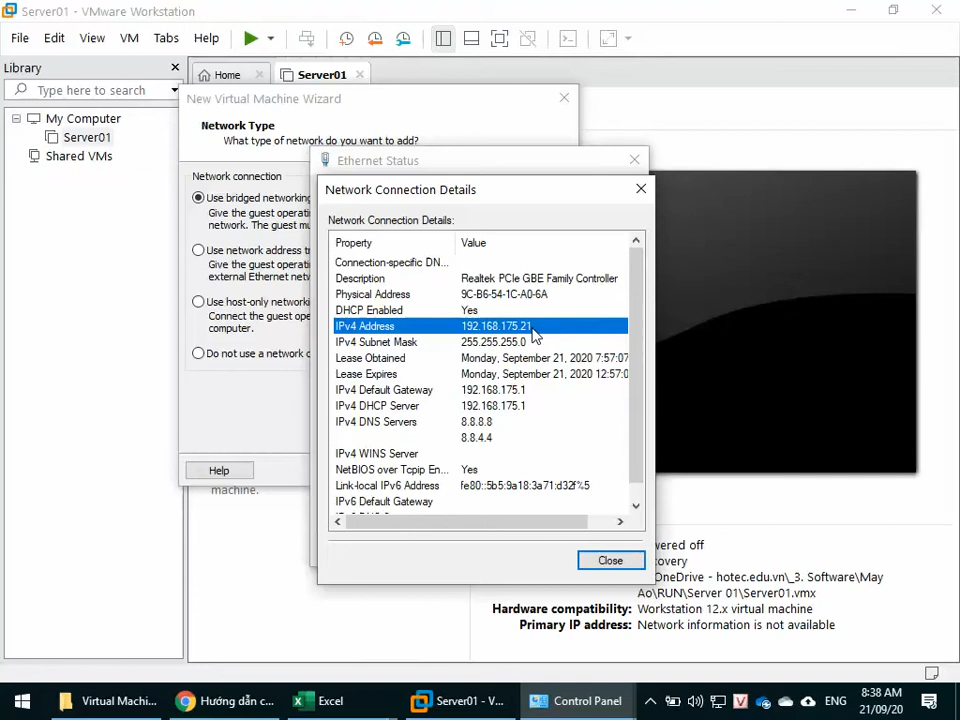 Server01 - VMware Workstation
File Edit View VM Tabs Help
Library
Type here to search
My Computer
Server01
Shared VMs
Home
Server01
New Virtual Machine Wizard
Network Type
What type of network do you want to add?
Network connection
Use bridged networking
Give the guest operati
network. The guest mu
Use network address tr
Give the guest operati
external Ethernet netw
Use host-only networki
Connect the guest ope
computer.
Do not use a network c
Help
machine.
Ethernet Status
Network Connection Details
Network Connection Details:
Property Value
Connection-specific DN...
Description Realtek PCIe GBE Family Controller
Physical Address 9C-B6-54-1C-A0-6A
DHCP Enabled Yes
IPv4 Address 192.168.175.21
IPv4 Subnet Mask 255.255.255.0
Lease Obtained Monday, September 21, 2020 7:57:07
Lease Expires Monday, September 21, 2020 12:57:0
IPv4 Default Gateway 192.168.175.1
IPv4 DHCP Server 192.168.175.1
IPv4 DNS Servers 8.8.8.8
8.8.4.4
IPv4 WINS Server
NetBIOS over Tcpip En... Yes
Link-local IPv6 Address fe80::5b5:9a18:3a71:d32f%5
IPv6 Default Gateway
Close
wered off
covery
OneDrive - hotec.edu.vn\_3. Software\May
Ao\RUN\Server 01\Server01.vmx
Hardware compatibility: Workstation 12.x virtual machine
Primary IP address: Network information is not available
Virtual Machi...
Hướng dẫn c...
Excel
Server01 - V...
Control Panel
ENG
8:38 AM
21/09/20